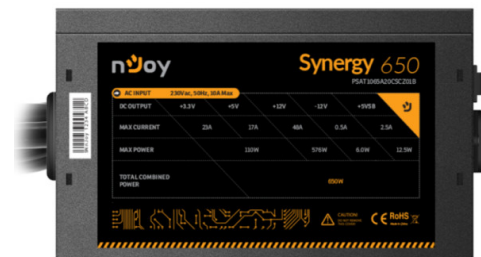 nJoy
Synergy 650
PSAT1065A20CSCZ01B
AC INPUT 230Vac, 50Hz, 10A Max
DC OUTPUT +3.3V +5V +12V -12V +5VSB
MAX CURRENT 23A 17A 48A 0.5A 2.5A
MAX POWER 110W 576W 6.0W 12.5W
TOTAL COMBINED POWER 650W
CAUTION
CE RoHS